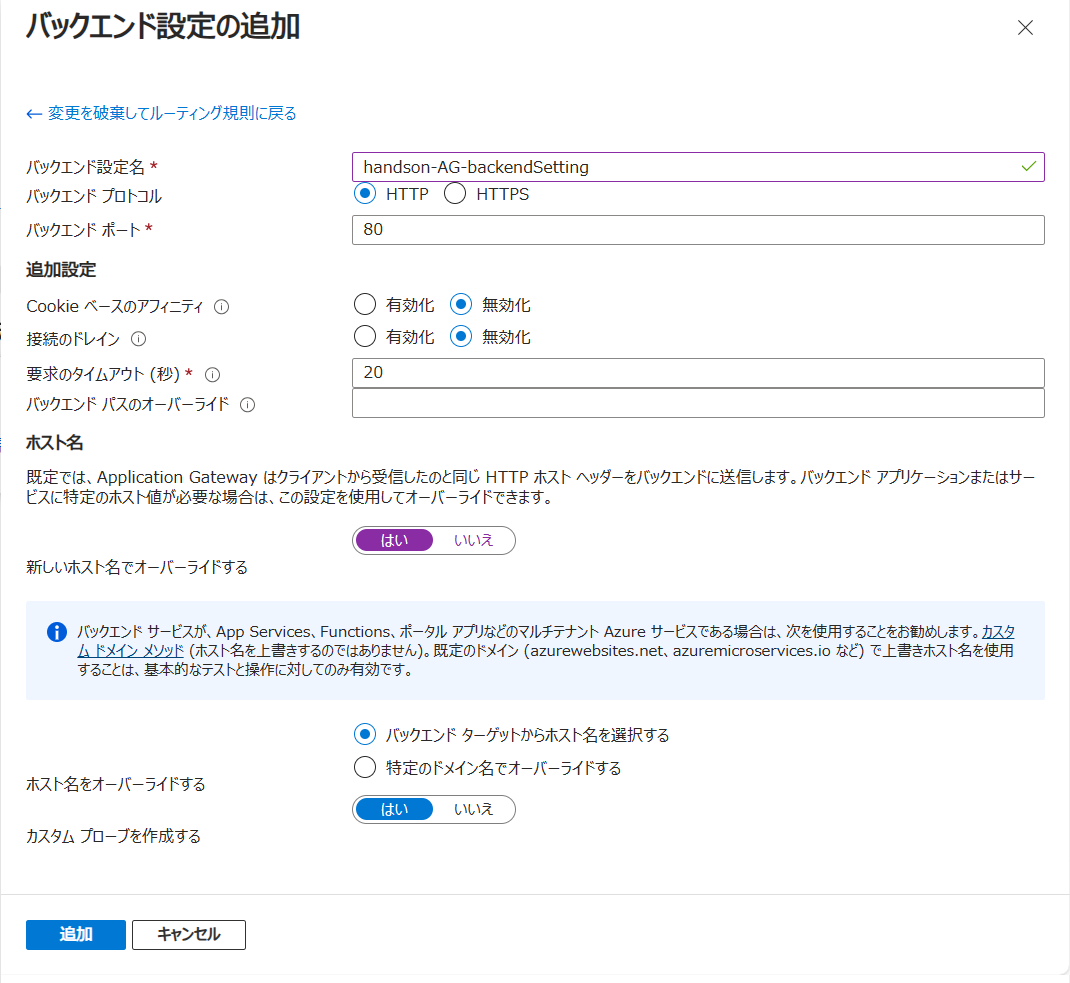 バックエンド設定の追加
← 変更を破棄してルーティング規則に戻る
バックエンド設定名 * handson-AG-backendSetting
バックエンド プロトコル HTTP HTTPS
バックエンド ポート * 80
追加設定
Cookie ベースのアフィニティ 有効化 無効化
接続のドレイン 有効化 無効化
要求のタイムアウト (秒) * 20
バックエンド パスのオーバーライド
ホスト名
既定では、Application Gateway はクライアントから受信したのと同じ HTTP ホスト ヘッダーをバックエンドに送信します。バックエンド アプリケーションまたはサー
ビスに特定のホスト値が必要な場合は、この設定を使用してオーバーライドできます。
はい いいえ
新しいホスト名でオーバーライドする
バックエンド サービスが、App Services、Functions、ポータル アプリなどのマルチテナント Azure サービスである場合は、次を使用することをお勧めします。カスタ
ム ドメイン メソッド (ホスト名を上書きするのではありません)。既定のドメイン (azurewebsites.net、azuremicroservices.io など) で上書きホスト名を使用
することは、基本的なテストと操作に対してのみ有効です。
バックエンド ターゲットからホスト名を選択する
特定のドメイン名でオーバーライドする
ホスト名をオーバーライドする
はい いいえ
カスタム プローブを作成する
追加 キャンセル